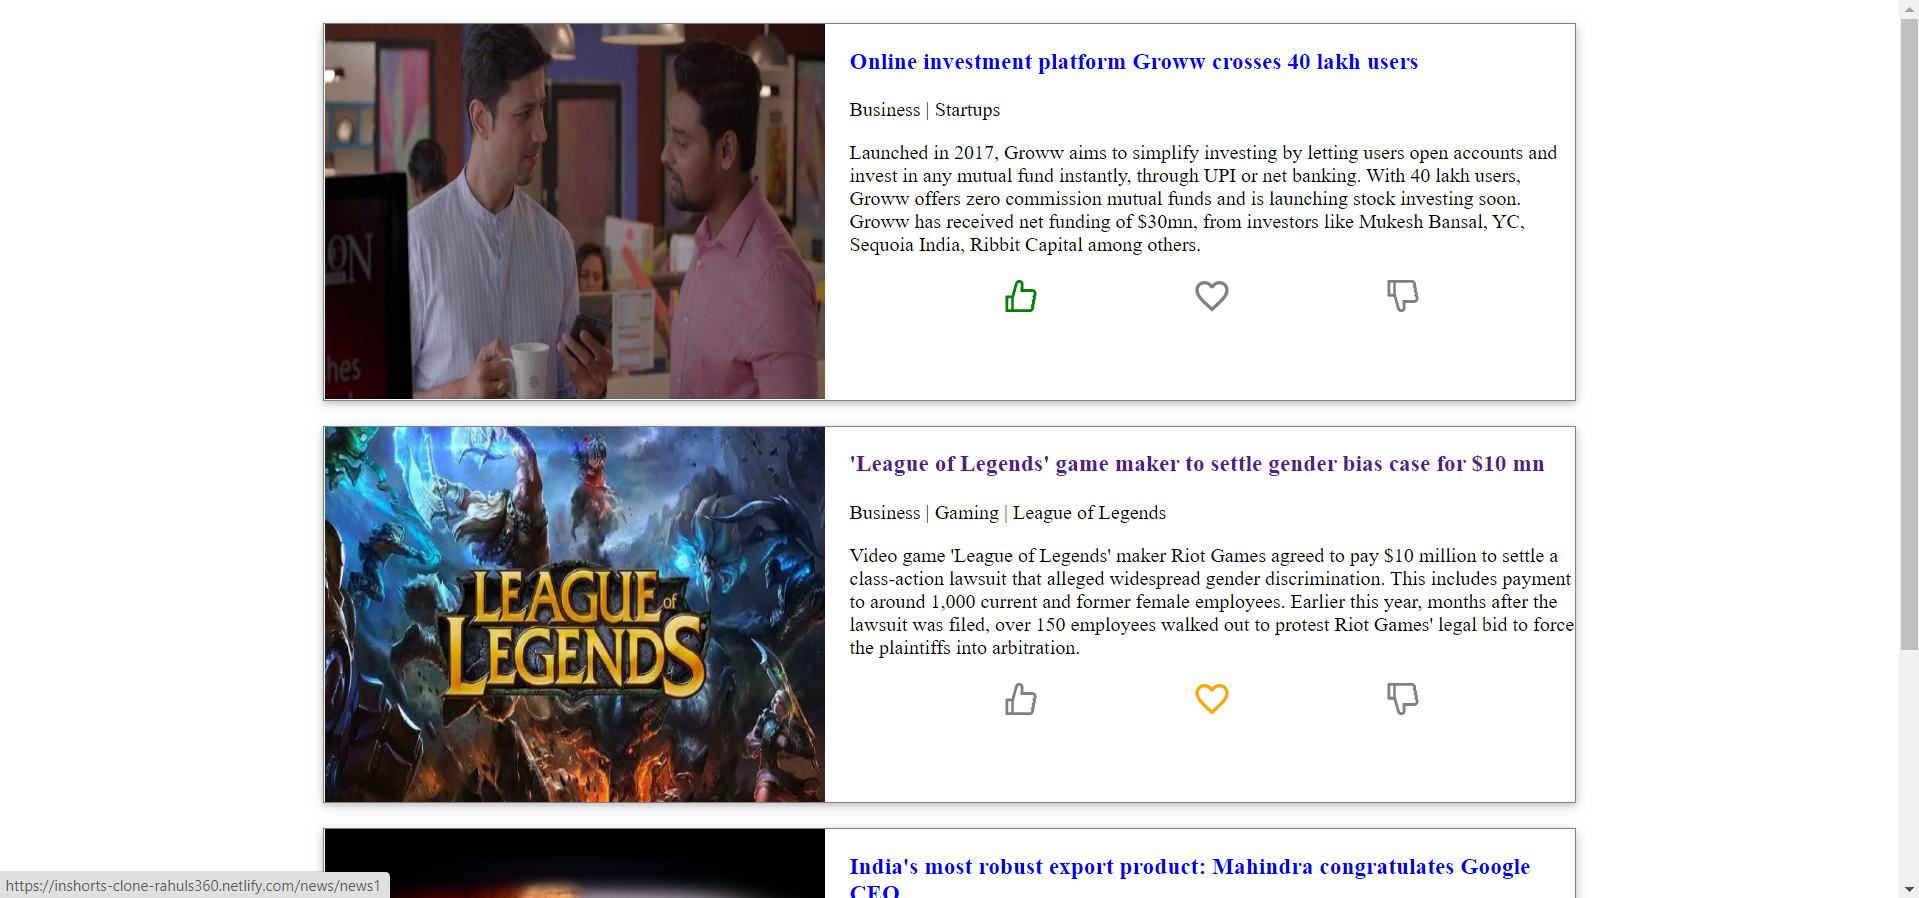 Online investment platform Groww crosses 40 lakh users
Business | Startups
Launched in 2017, Groww aims to simplify investing by letting users open accounts and
invest in any mutual fund instantly, through UPI or net banking. With 40 lakh users,
Groww offers zero commission mutual funds and is launching stock investing soon.
Groww has received net funding of $30mn, from investors like Mukesh Bansal, YC,
Sequoia India, Ribbit Capital among others.
ON
hes
'League of Legends' game maker to settle gender bias case for $10 mn
Business | Gaming | League of Legends
Video game 'League of Legends' maker Riot Games agreed to pay $10 million to settle a
class-action lawsuit that alleged widespread gender discrimination. This includes payment
to around 1,000 current and former female employees. Earlier this year, months after the
lawsuit was filed, over 150 employees walked out to protest Riot Games' legal bid to force
the plaintiffs into arbitration.
LEAGUE of
LEGENDS
India's most robust export product: Mahindra congratulates Google
CEO
https://inshorts-clone-rahuls360.netlify.com/news/news1